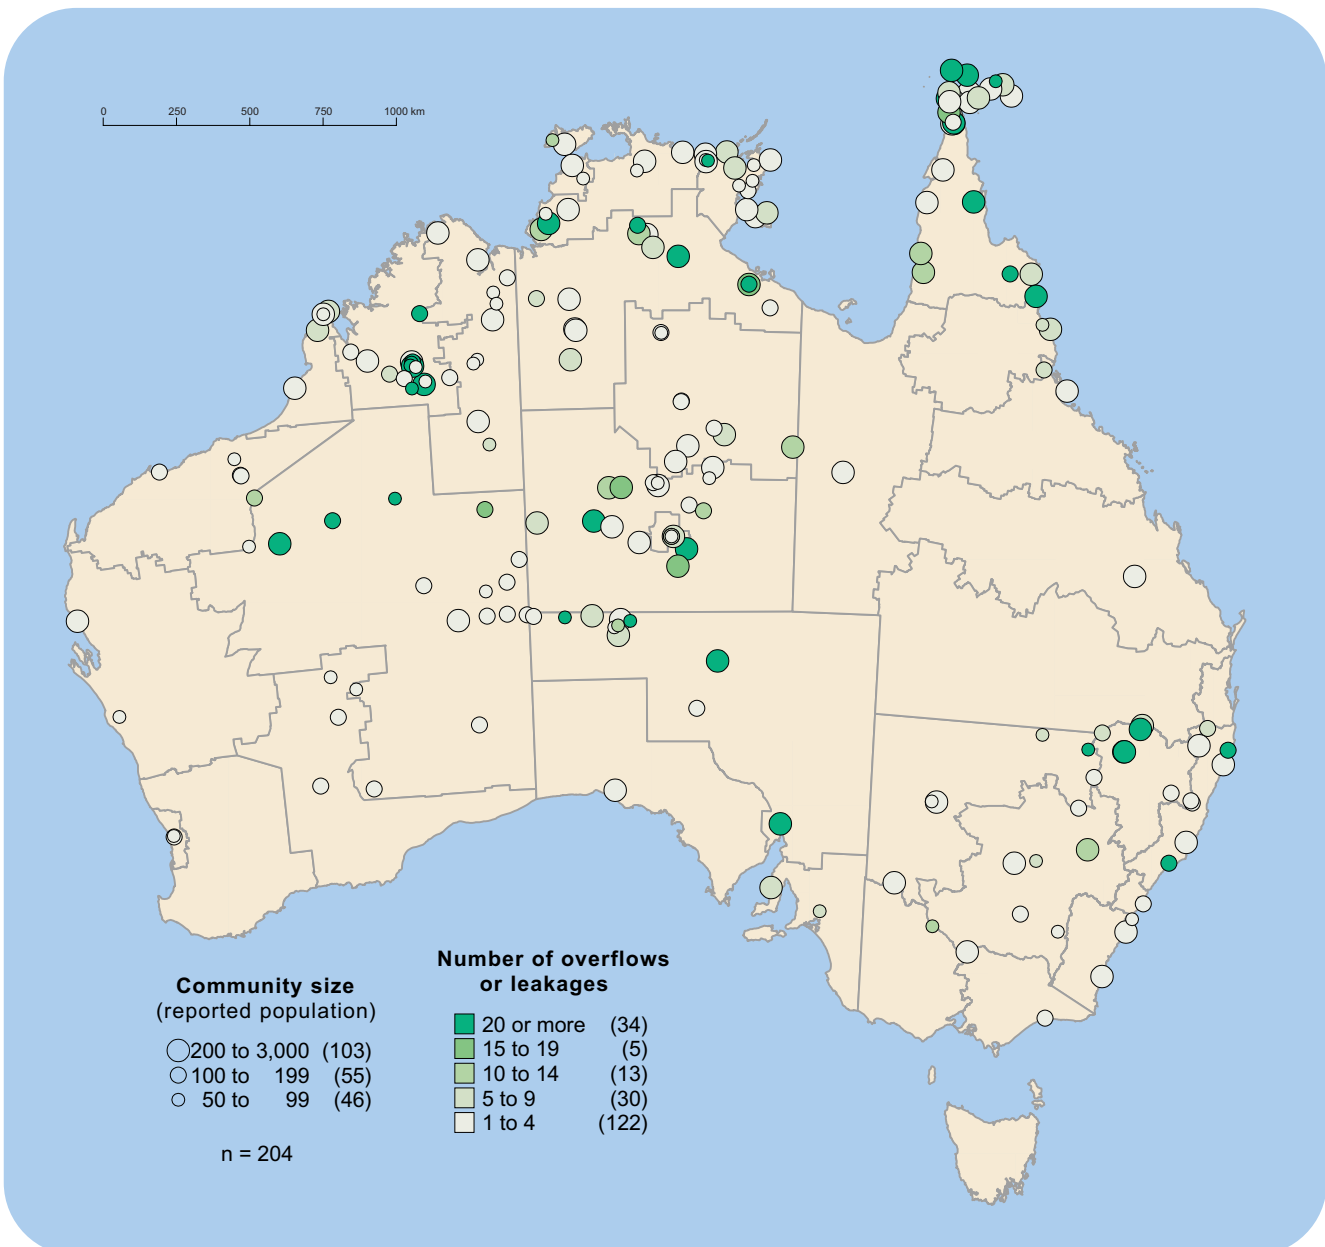 0 250 500 750 1000 km
Number of overflows
or leakages
20 or more (34)
15 to 19 (5)
10 to 14 (13)
5 to 9 (30)
1 to 4 (122)
Community size
(reported population)
200 to 3,000 (103)
100 to 199 (55)
50 to 99 (46)
n = 204